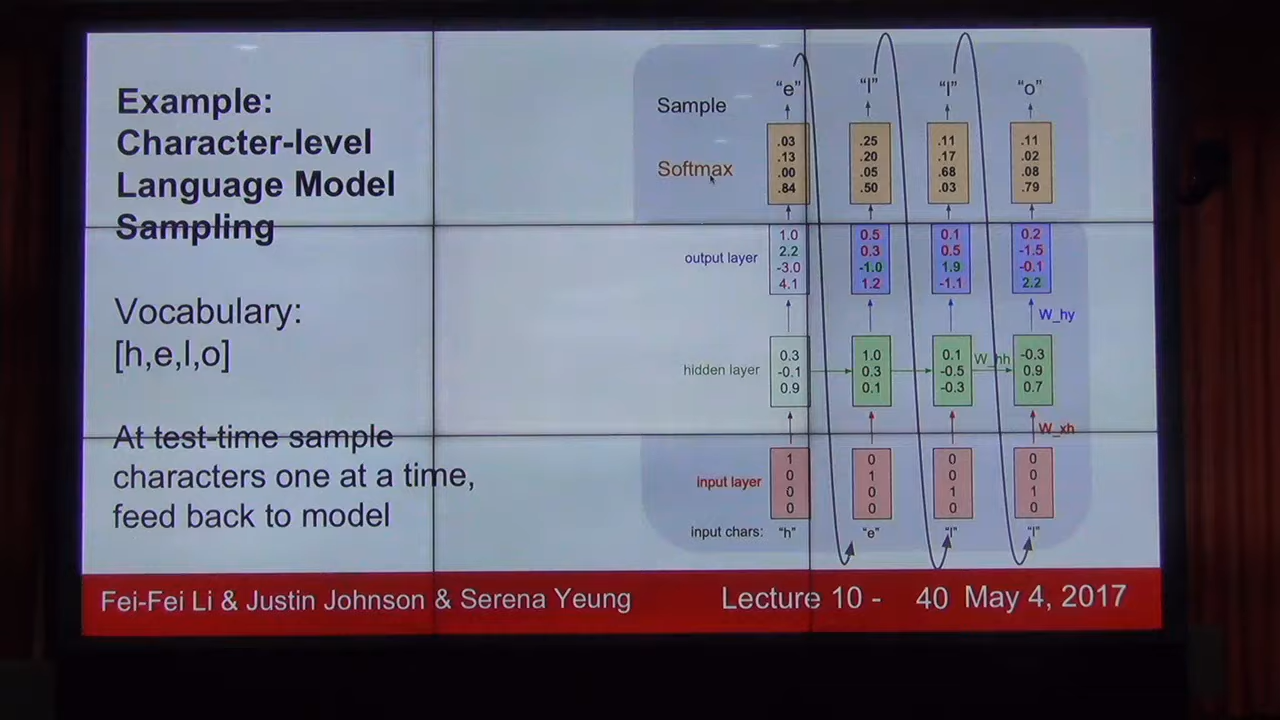 Example:
Character-level
Language Model
Sampling
Vocabulary:
[h,e,l,o]
At test-time sample
characters one at a time,
feed back to model
Sample
"e" "l" "l" "o"
Softmax
.03 .25 .11 .11
.13 .20 .17 .02
.00 .05 .68 .08
.84 .50 .03 .79
output layer
1.0 0.5 0.1 0.2
2.2 0.3 0.5 -1.5
-3.0 -1.0 1.9 -0.1
4.1 1.2 -1.1 2.2
W_hy
hidden layer
0.3 1.0 0.1 -0.3
-0.1 0.3 -0.5 0.9
0.9 0.1 -0.3 0.7
W_hh
W_xh
input layer
1 0 0 0
0 1 0 0
0 0 1 1
0 0 0 0
input chars: "h" "e" "l" "l"
Fei-Fei Li & Justin Johnson & Serena Yeung Lecture 10 - 40 May 4, 2017